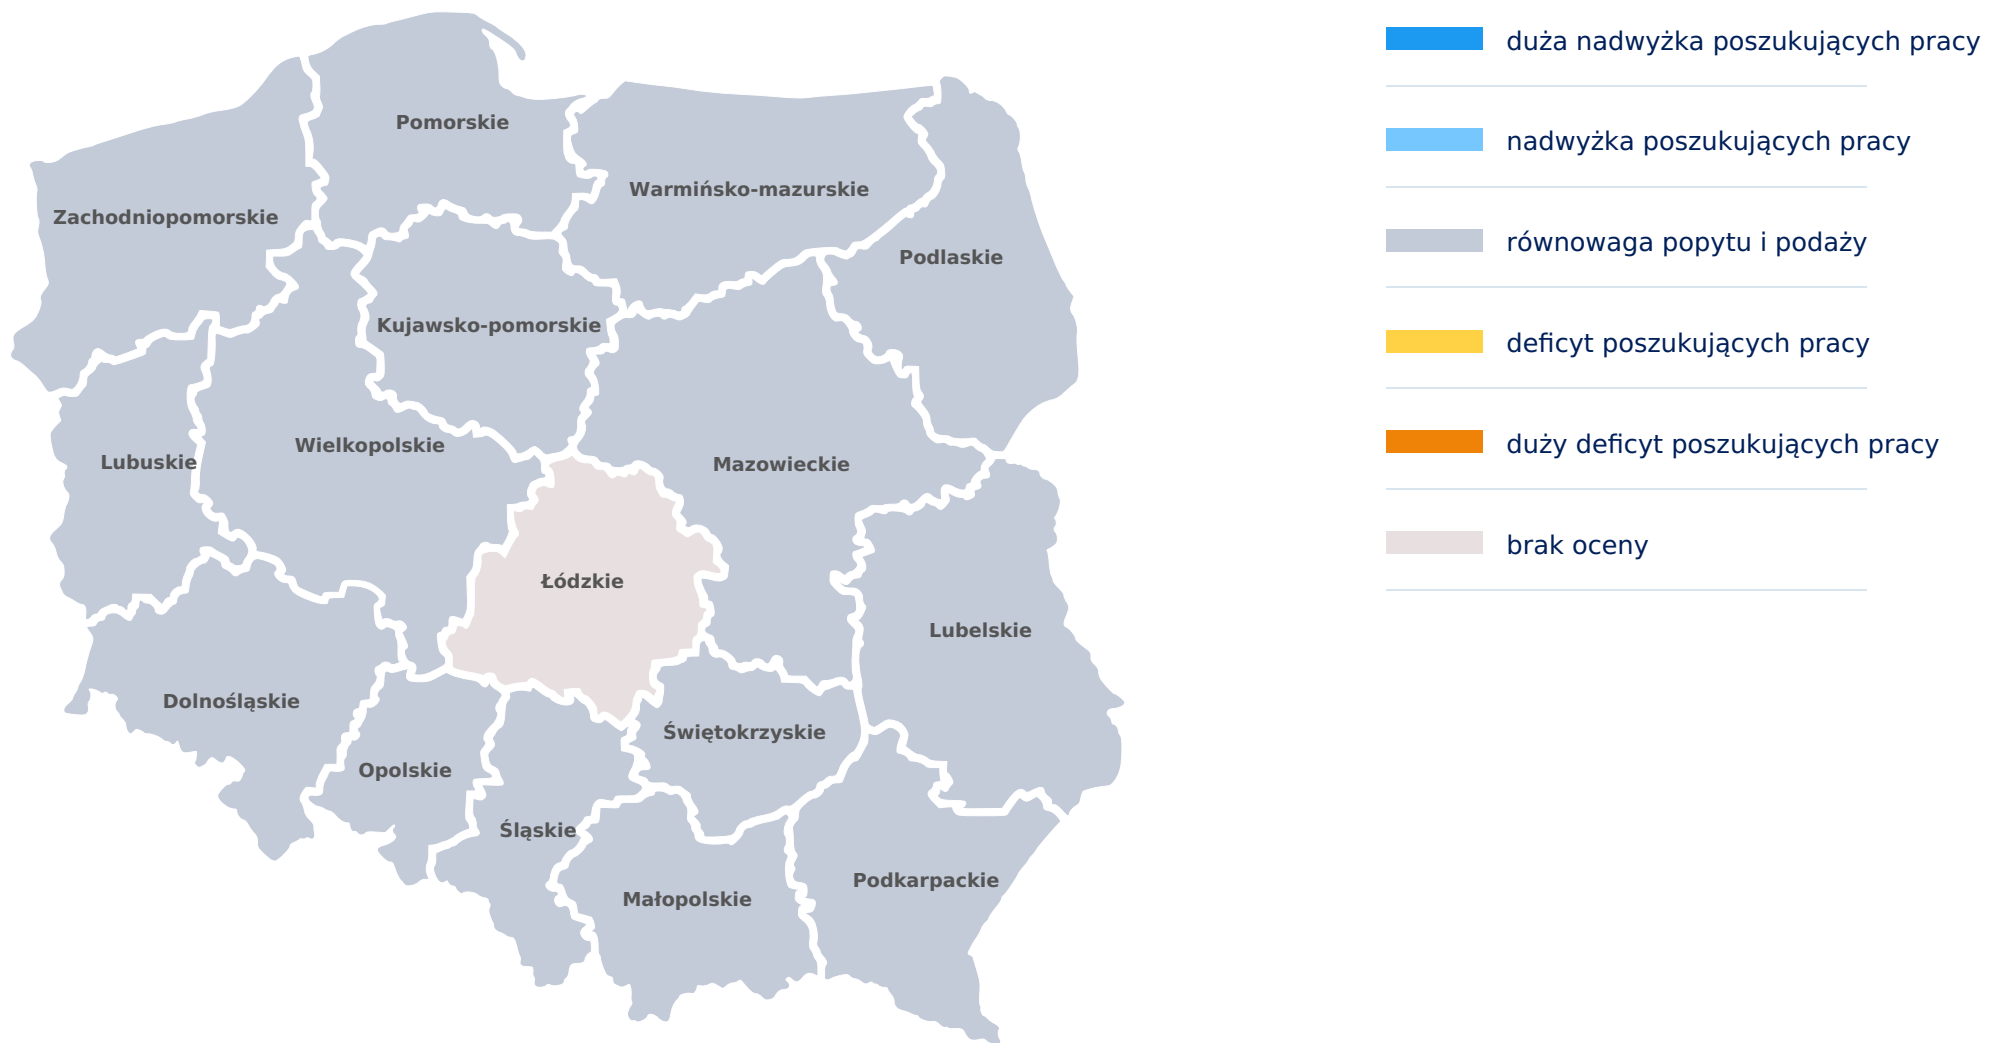 Pomorskie
Warmińsko-mazurskie
Zachodniopomorskie
Podlaskie
Kujawsko-pomorskie
Wielkopolskie
Lubuskie
Mazowieckie
Łódzkie
Lubelskie
Dolnośląskie
Świętokrzyskie
Opolskie
Śląskie
Podkarpackie
Małopolskie
duża nadwyżka poszukujących pracy
nadwyżka poszukujących pracy
równowaga popytu i podaży
deficyt poszukujących pracy
duży deficyt poszukujących pracy
brak oceny